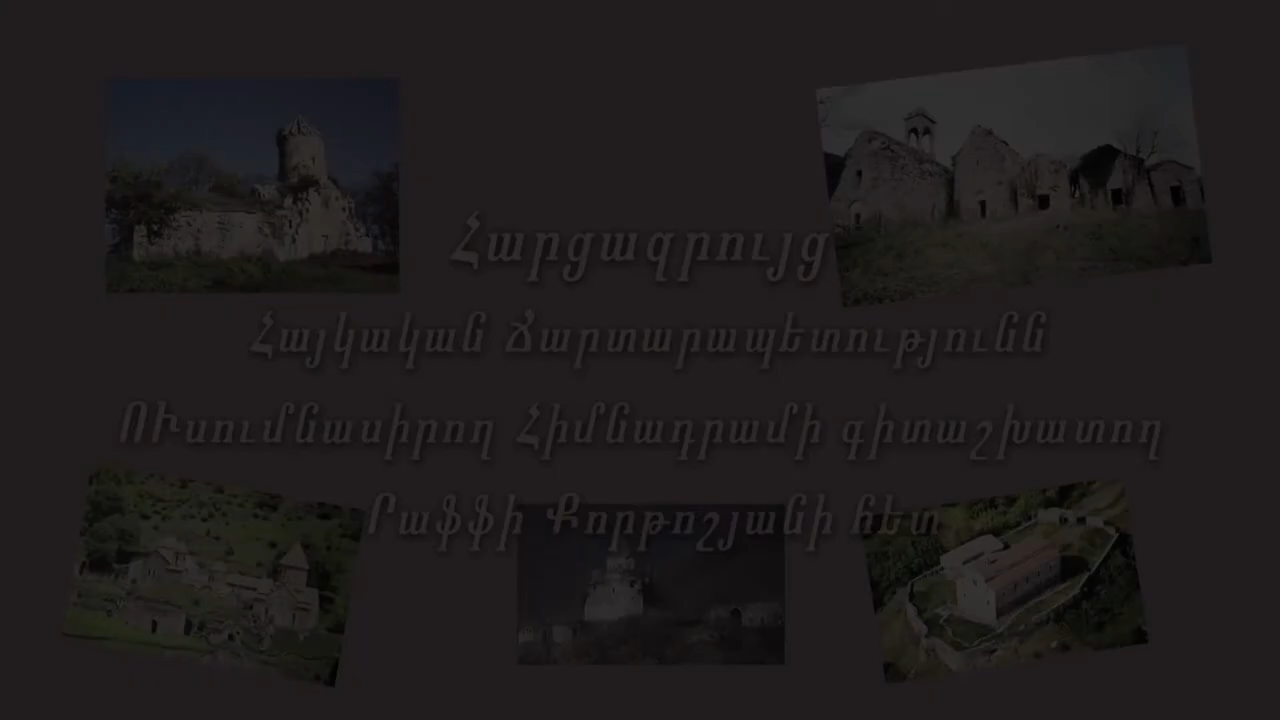 Հարցազրույց
Հայկական Ճարտարապետությունն
ՈՒսումնասիրող Հիմնադրամի գիտաշխատող
Րաֆֆի Քորթոշյանի հետ